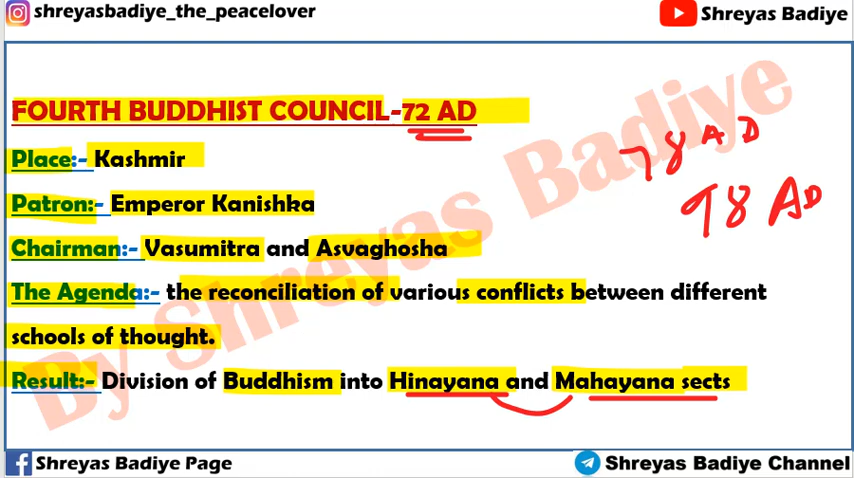 shreyasbadiye_the_peacelover
Shreyas Badiye
FOURTH BUDDHIST COUNCIL-72 AD
78 AD
98 AD
Place:- Kashmir
Patron:- Emperor Kanishka
Chairman:- Vasumitra and Asvaghosha
The Agenda:- the reconciliation of various conflicts between different
schools of thought.
Result:- Division of Buddhism into Hinayana and Mahayana sects
By Shreyas Badiye
Shreyas Badiye Page
Shreyas Badiye Channel